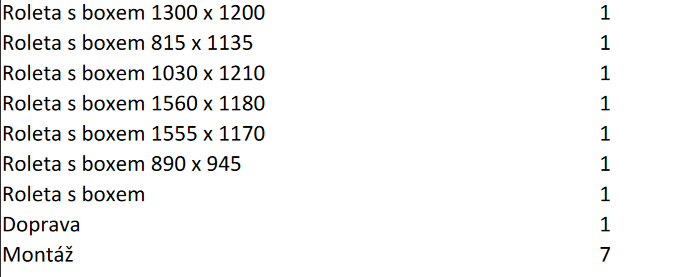 Roleta s boxem 1300 x 1200 1
Roleta s boxem 815 x 1135 1
Roleta s boxem 1030 x 1210 1
Roleta s boxem 1560 x 1180 1
Roleta s boxem 1555 x 1170 1
Roleta s boxem 890 x 945 1
Roleta s boxem 1
Doprava 1
Montáž 7